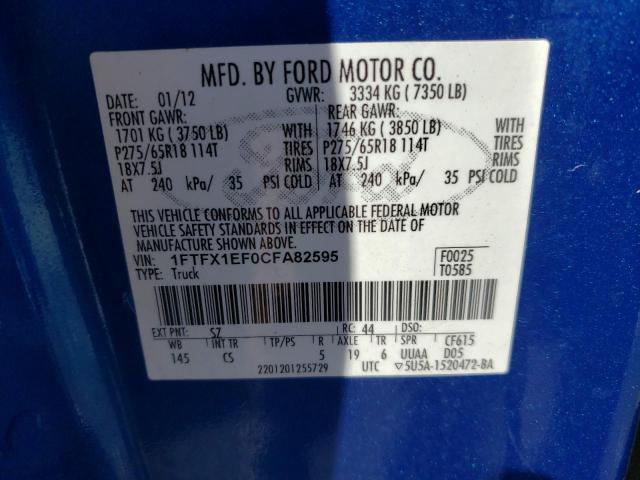 MFD. BY FORD MOTOR CO.
DATE: 01/12 GVWR: 3334 KG ( 7350 LB)
FRONT GAWR: REAR GAWR:
1701 KG ( 3750 LB) WITH 1746 KG ( 3850 LB) WITH
P275/65R18 114T TIRES P275/65R18 114T TIRES
18X7.5J RIMS 18X7.5J RIMS
AT 240 kPa/ 35 PSI COLD AT 240 kPa/ 35 PSI COLD
THIS VEHICLE CONFORMS TO ALL APPLICABLE FEDERAL MOTOR
VEHICLE SAFETY STANDARDS IN EFFECT ON THE DATE OF
MANUFACTURE SHOWN ABOVE.
VIN: 1FTFX1EF0CFA82595 F0025
TYPE: Truck T0585
EXT PNT: SZ RC: 44 DSO:
WB INT TR TP/PS R AXLE TR SPR CF615
145 CS 5 19 6 UUAA D05
2201201255729 UTC ▽5U5A-1520472-BA